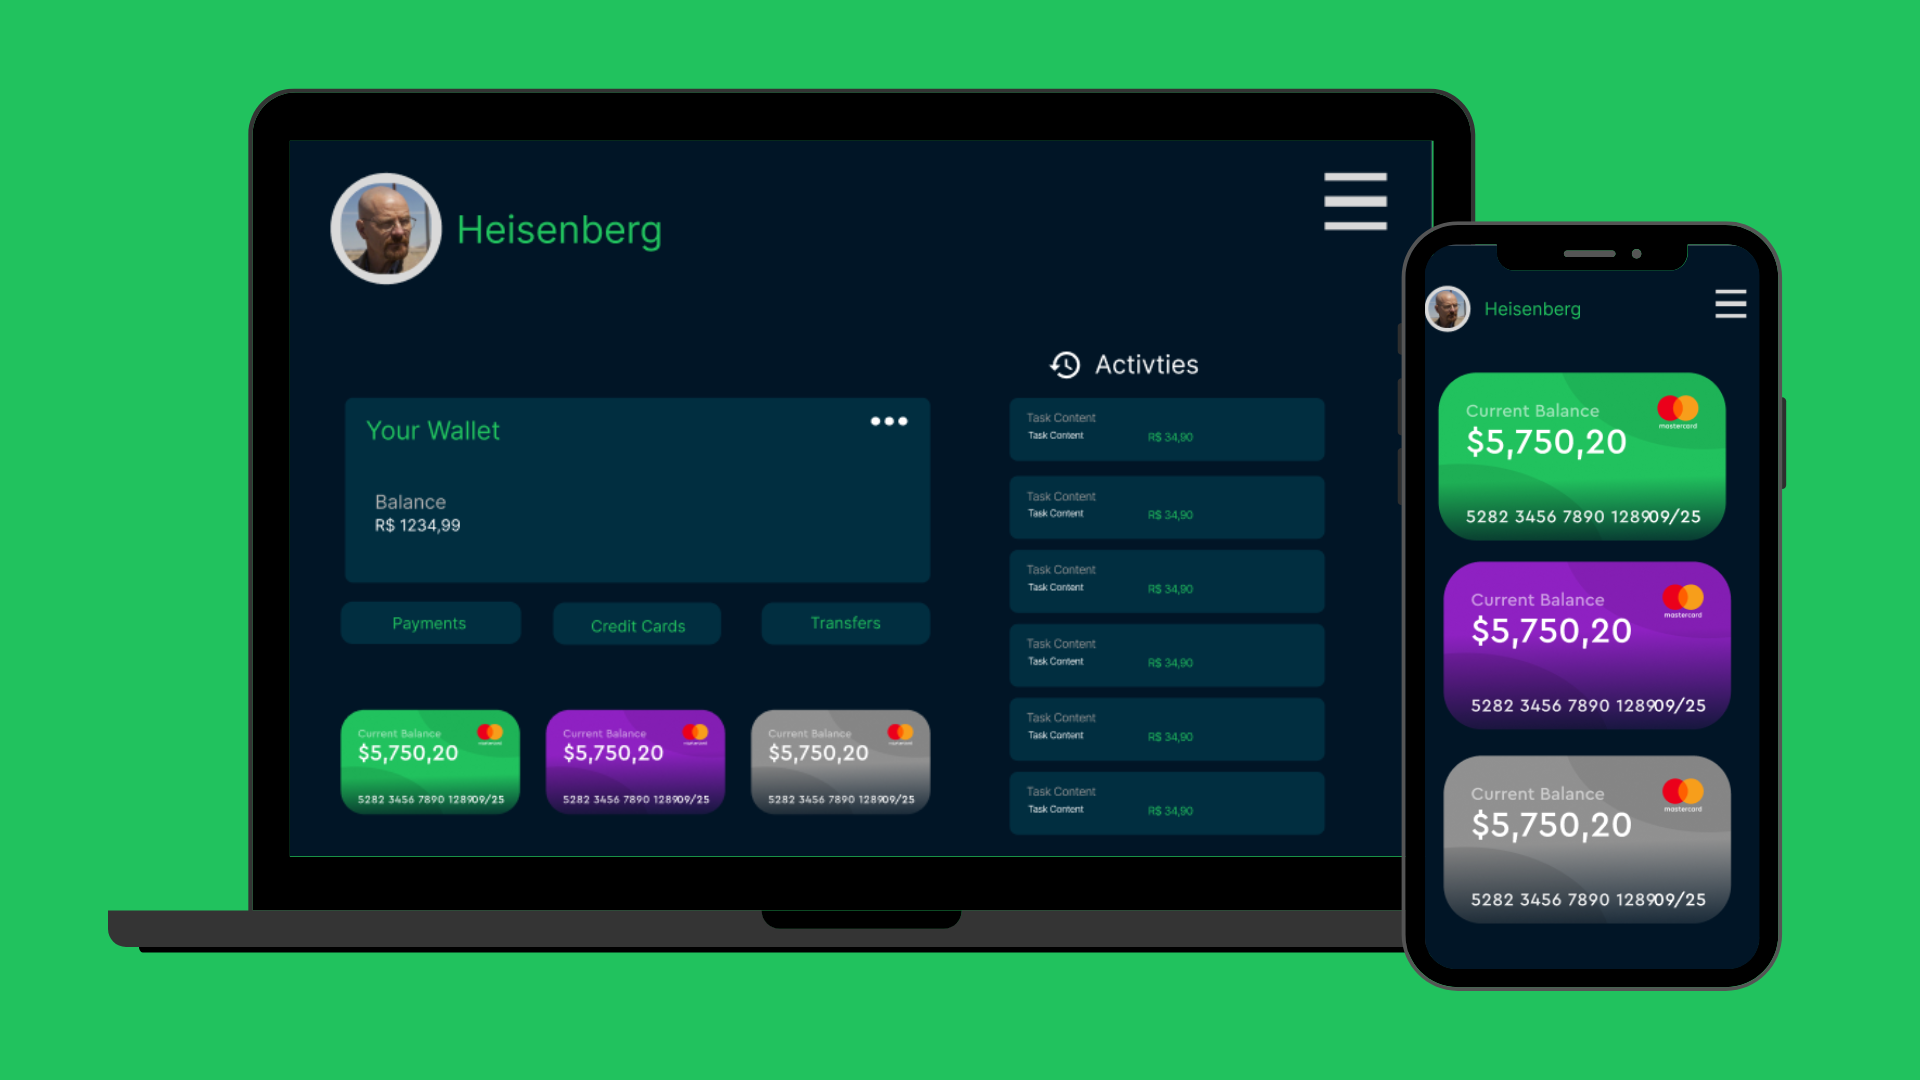 Heisenberg
Activties
Your Wallet
Balance
R$ 1234,99
Payments
Credit Cards
Transfers
Current Balance
$5,750,20
mastercard
5282 3456 7890 128909/25
Current Balance
$5,750,20
mastercard
5282 3456 7890 128909/25
Current Balance
$5,750,20
mastercard
5282 3456 7890 128909/25
Task Content
Task Content
R$ 34,90
Task Content
Task Content
R$ 34,90
Task Content
Task Content
R$ 34,90
Task Content
Task Content
R$ 34,90
Task Content
Task Content
R$ 34,90
Task Content
Task Content
R$ 34,90
Heisenberg
Current Balance
$5,750,20
mastercard
5282 3456 7890 128909/25
Current Balance
$5,750,20
mastercard
5282 3456 7890 128909/25
Current Balance
$5,750,20
mastercard
5282 3456 7890 128909/25